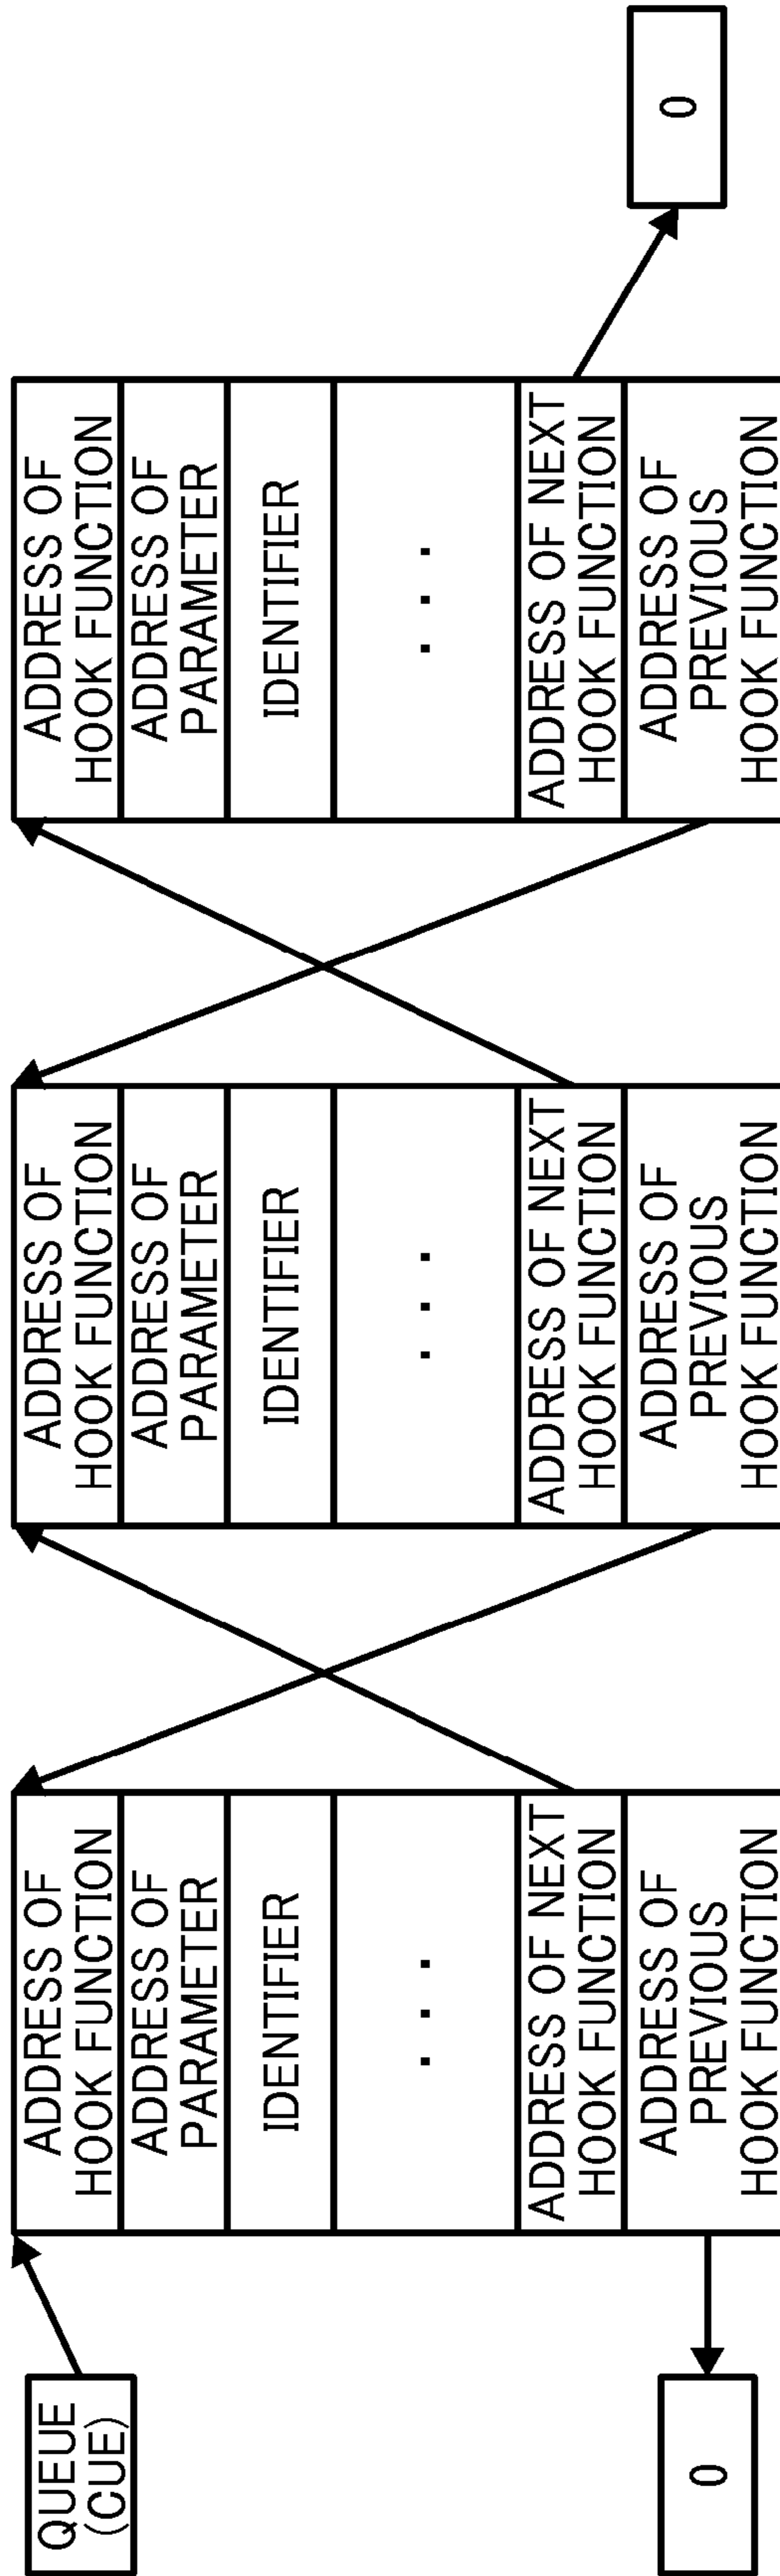 QUEUE
(CUE)
0
ADDRESS OF
HOOK FUNCTION
ADDRESS OF
PARAMETER
IDENTIFIER
. . .
ADDRESS OF NEXT
HOOK FUNCTION
ADDRESS OF
PREVIOUS
HOOK FUNCTION
ADDRESS OF
HOOK FUNCTION
ADDRESS OF
PARAMETER
IDENTIFIER
. . .
ADDRESS OF NEXT
HOOK FUNCTION
ADDRESS OF
PREVIOUS
HOOK FUNCTION
ADDRESS OF
HOOK FUNCTION
ADDRESS OF
PARAMETER
IDENTIFIER
. . .
ADDRESS OF NEXT
HOOK FUNCTION
ADDRESS OF
PREVIOUS
HOOK FUNCTION
0